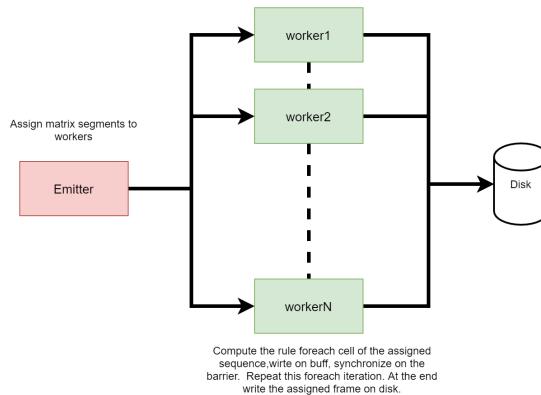 worker1
Assign matrix segments to
workers
worker2
Emitter
Disk
workerN
Compute the rule foreach cell of the assigned
sequence,wirte on buff, synchronize on the
barrier.  Repeat this foreach iteration. At the end
write the assigned frame on disk.